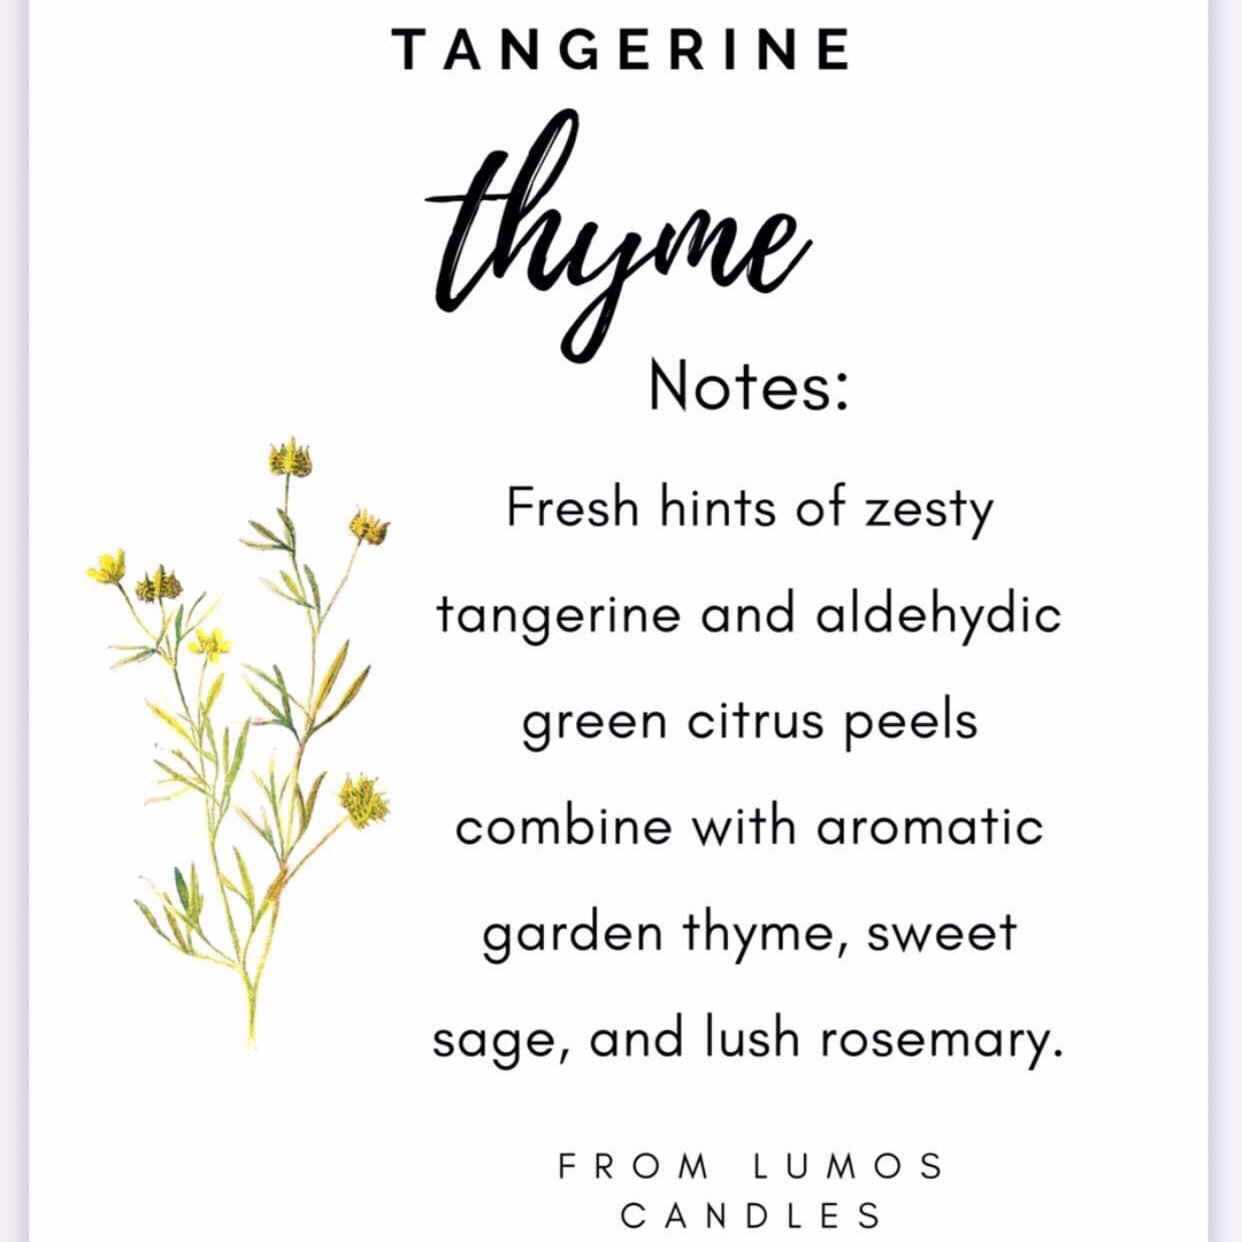 TANGERINE
thyme
Notes:
Fresh hints of zesty
tangerine and aldehydic
green citrus peels
combine with aromatic
garden thyme, sweet
sage, and lush rosemary.
FROM LUMOS
CANDLES